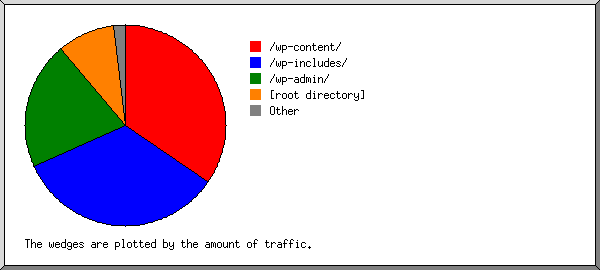 /wp-content/
/wp-includes/
/wp-admin/
[root directory]
Other
The wedges are plotted by the amount of traffic.